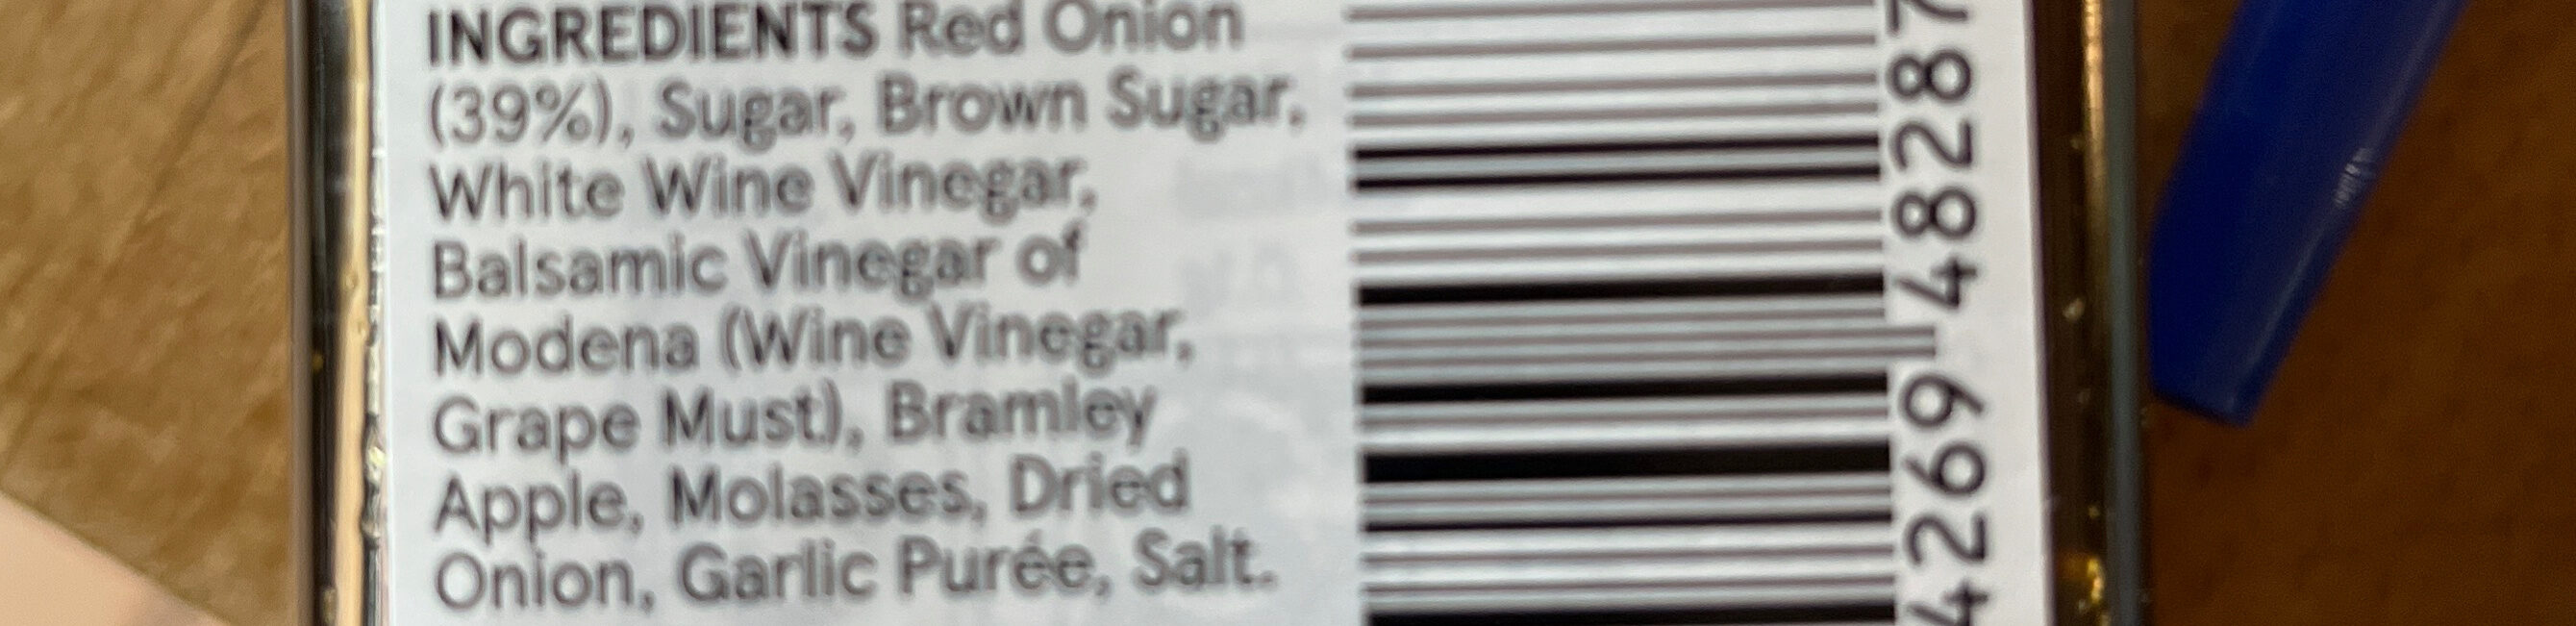 INGREDIENTS Red Onion
(39%), Sugar, Brown Sugar,
White Wine Vinegar,
Balsamic Vinegar of
Modena (Wine Vinegar,
Grape Must), Bramley
Apple, Molasses, Dried
Onion, Garlic Purée, Salt.
4269 48287